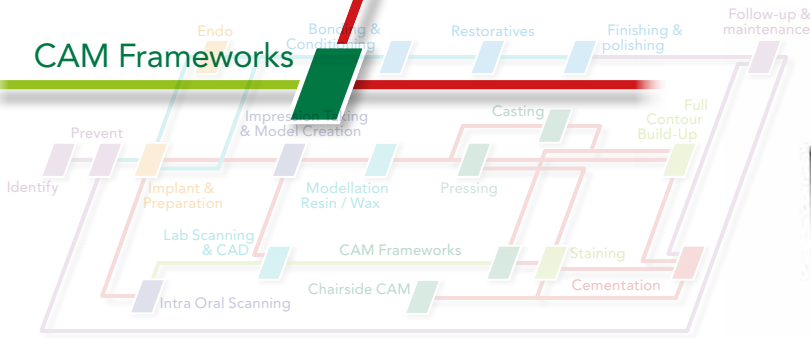 CAM Frameworks
Endo
Bonding &
Conditioning
Restoratives
Finishing &
polishing
Follow-up &
maintenance
Prevent
Impression Taking
& Model Creation
Casting
Full
Contour
Build-Up
Identify
Implant &
Preparation
Modellation
Resin / Wax
Pressing
Lab Scanning
& CAD
CAM Frameworks
Staining
Intra Oral Scanning
Chairside CAM
Cementation